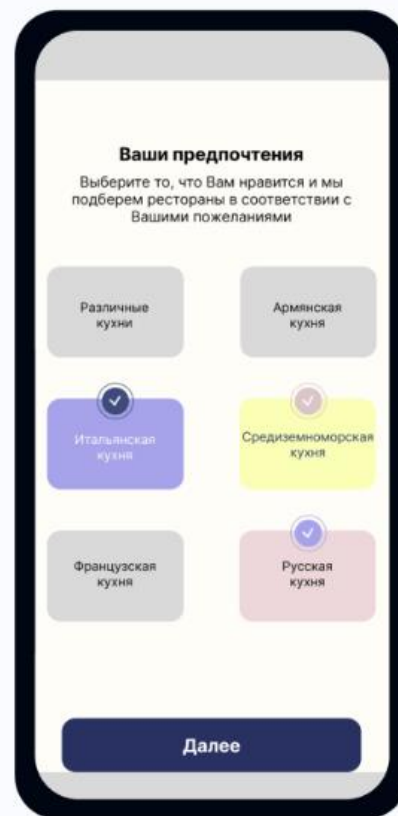 Ваши предпочтения
Выберите то, что Вам нравится и мы
подберем рестораны в соответствии с
Вашими пожеланиями
Различные
кухни
Армянская
кухня
Итальянская
кухня
Средиземноморская
кухня
Французская
кухня
Русская
кухня
Далее